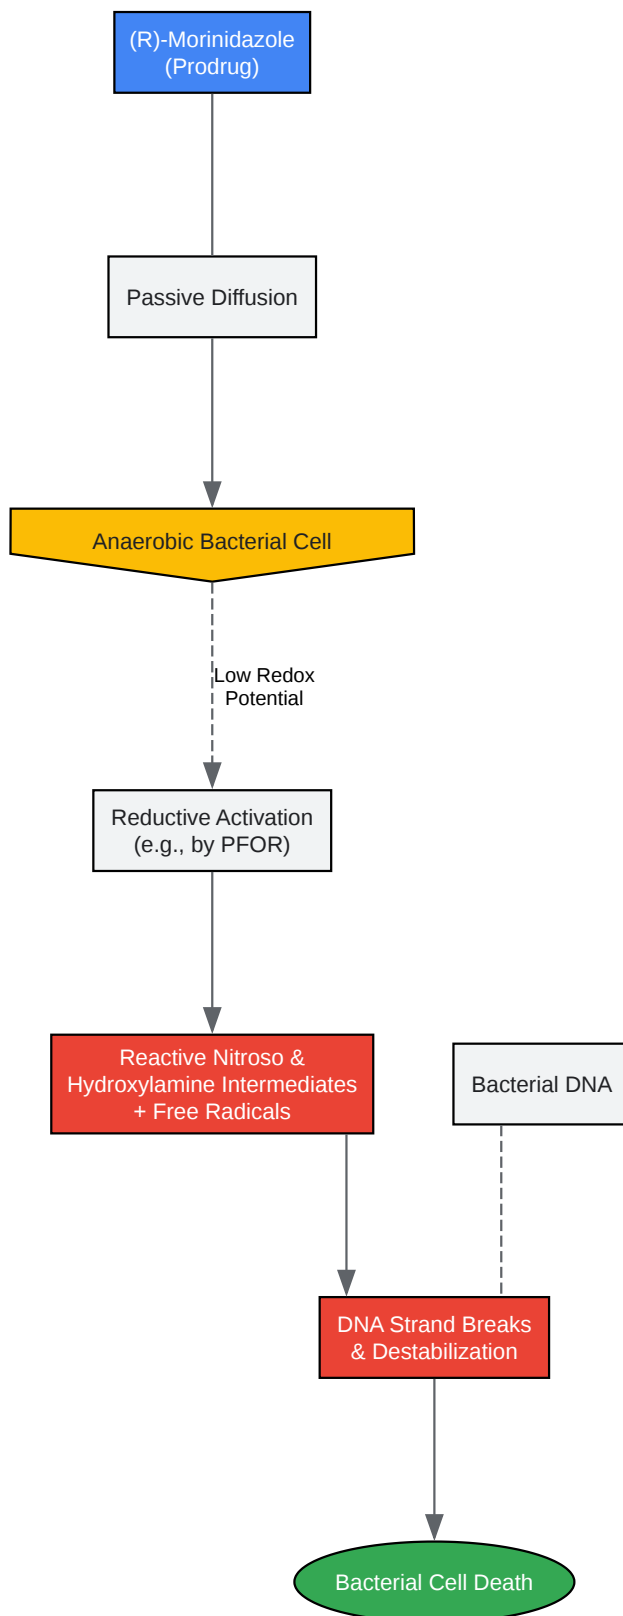 (R)-Morinidazole
(Prodrug)
Passive Diffusion
Anaerobic Bacterial Cell
Low Redox
Potential
Reductive Activation
(e.g., by PFOR)
Reactive Nitroso &
Hydroxylamine Intermediates
+ Free Radicals
Bacterial DNA
DNA Strand Breaks
& Destabilization
Bacterial Cell Death